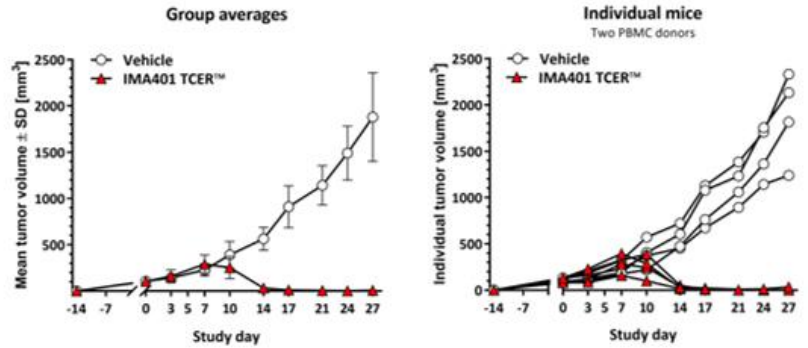 Group averages
Vehicle
IMA401 TCER™
Mean tumor volume ± SD [mm³]
2500
2000
1500
1000
500
-14 -7 0 3 5 7 10 14 17 21 24 27
Study day
Individual mice
Two PBMC donors
Vehicle
IMA401 TCER™
Individual tumor volume [mm³]
2500
2000
1500
1000
500
0
-14 -7 0 3 5 7 10 14 17 21 24 27
Study day